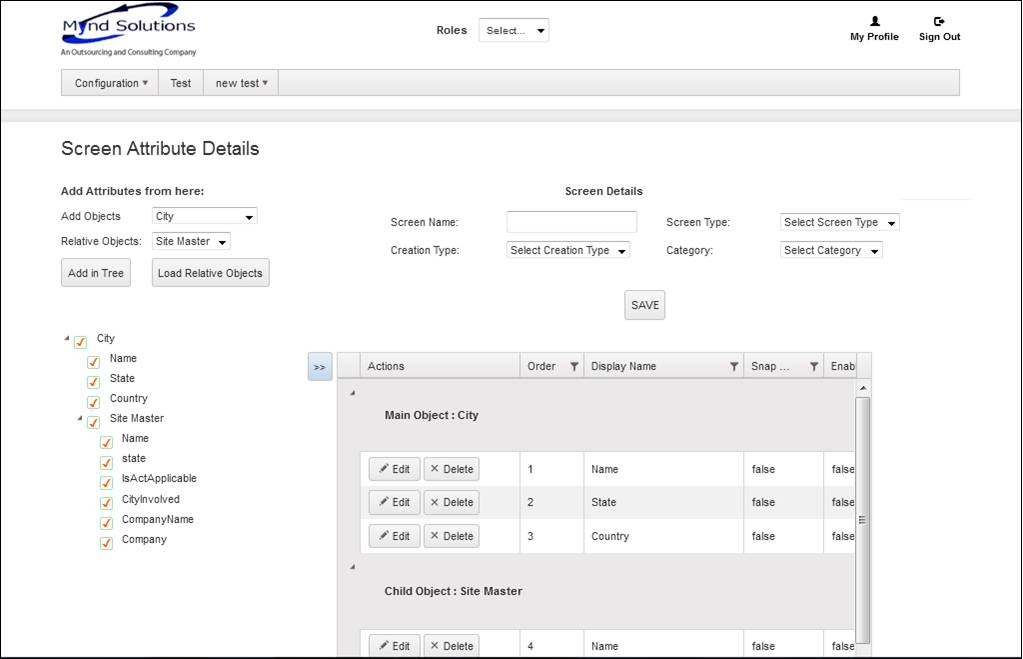 Mynd Solutions
An Outsourcing and Consulting Company
Roles Select...
My Profile
Sign Out
Configuration Test new test
Screen Attribute Details
Add Attributes from here:
Add Objects City
Relative Objects: Site Master
Add in Tree Load Relative Objects
Screen Details
Screen Name: Screen Type: Select Screen Type
Creation Type: Select Creation Type Category: Select Category
SAVE
City
Name
State
Country
Site Master
Name
state
IsActApplicable
CityInvolved
CompanyName
Company
>>
Actions Order Display Name Snap ... Enab
Main Object : City
Edit Delete 1 Name false false
Edit Delete 2 State false false
Edit Delete 3 Country false false
Child Object : Site Master
Edit Delete 4 Name false false